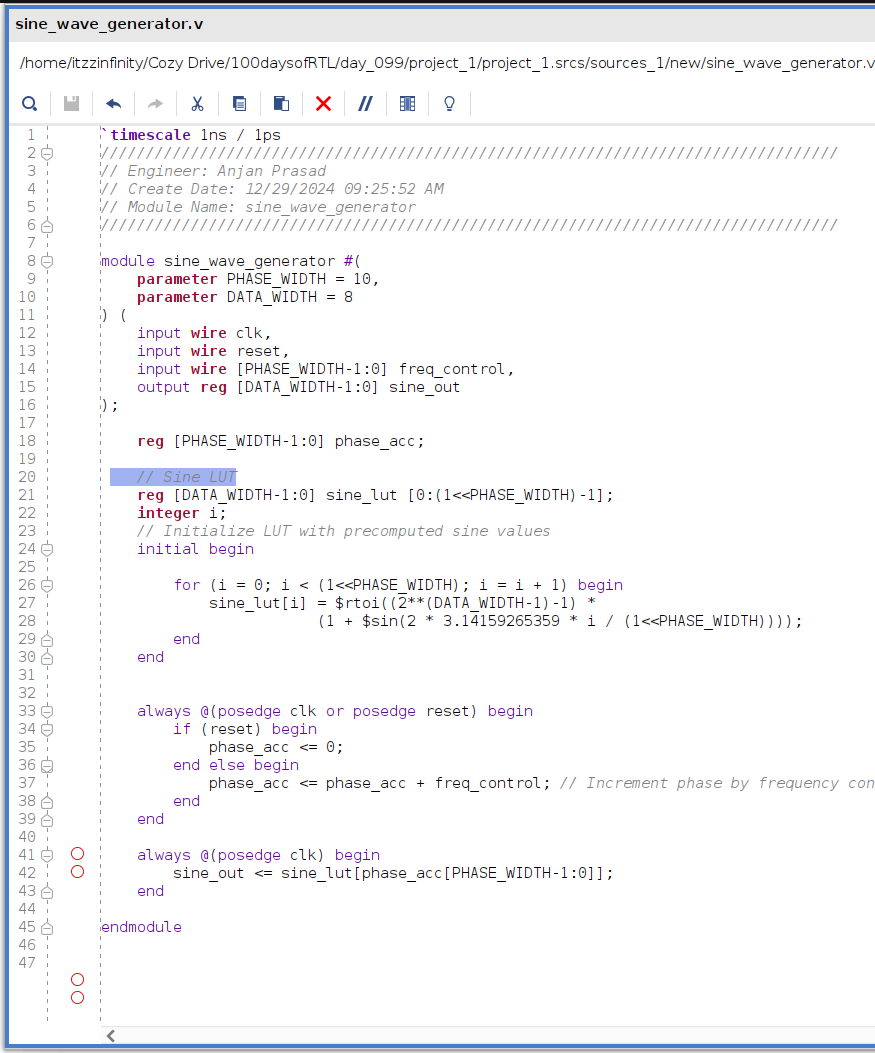 sine_wave_generator.v
/home/itzzinfinity/Cozy Drive/100daysofRTL/day_099/project_1/project_1.srcs/sources_1/new/sine_wave_generator.v
1 `timescale 1ns / 1ps
2 //////////////////////////////////////////////////////////////////////////////////
3 // Engineer: Anjan Prasad
4 // Create Date: 12/29/2024 09:25:52 AM
5 // Module Name: sine_wave_generator
6 //////////////////////////////////////////////////////////////////////////////////
7
8 module sine_wave_generator #(
9     parameter PHASE_WIDTH = 10,
10     parameter DATA_WIDTH = 8
11 ) (
12     input wire clk,
13     input wire reset,
14     input wire [PHASE_WIDTH-1:0] freq_control,
15     output reg [DATA_WIDTH-1:0] sine_out
16 );
17
18     reg [PHASE_WIDTH-1:0] phase_acc;
19
20     // Sine LUT
21     reg [DATA_WIDTH-1:0] sine_lut [0:(1<<PHASE_WIDTH)-1];
22     integer i;
23     // Initialize LUT with precomputed sine values
24     initial begin
25
26         for (i = 0; i < (1<<PHASE_WIDTH); i = i + 1) begin
27             sine_lut[i] = $rtoi((2**(DATA_WIDTH-1)-1) *
28                         (1 + $sin(2 * 3.14159265359 * i / (1<<PHASE_WIDTH))));
29         end
30     end
31
32
33     always @(posedge clk or posedge reset) begin
34         if (reset) begin
35             phase_acc <= 0;
36         end else begin
37             phase_acc <= phase_acc + freq_control; // Increment phase by frequency con
38         end
39     end
40
41     always @(posedge clk) begin
42         sine_out <= sine_lut[phase_acc[PHASE_WIDTH-1:0]];
43     end
44
45 endmodule
46
47